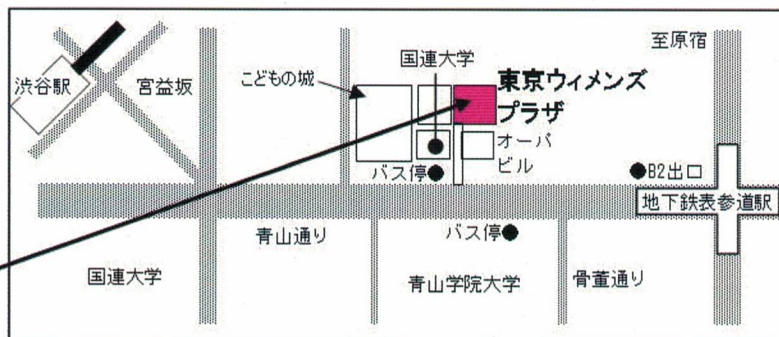 至原宿
国連大学
渋谷駅
宮益坂
こどもの城
東京ウィメンズ
プラザ
オーバ
ビル
バス停
B2出口
地下鉄表参道駅
青山通り
バス停
国連大学
青山学院大学
骨董通り